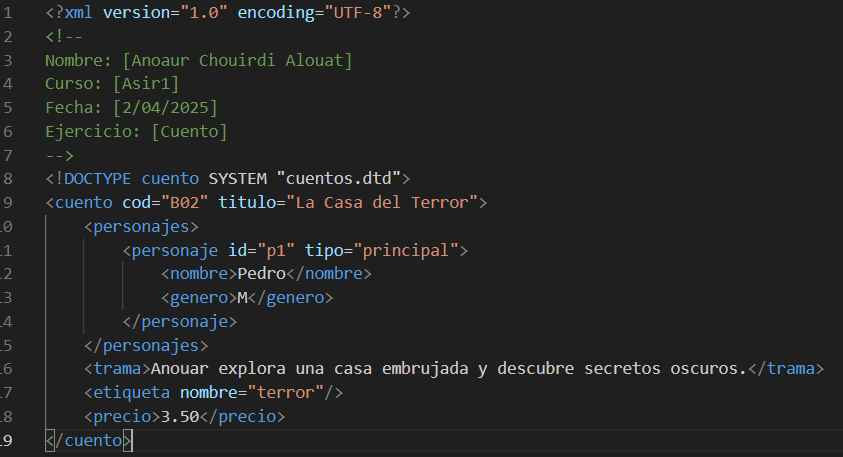 1 <?xml version="1.0" encoding="UTF-8"?>
2 <!--
3 Nombre: [Anoaur Chouirdi Alouat]
4 Curso: [Asir1]
5 Fecha: [2/04/2025]
6 Ejercicio: [Cuento]
7 -->
8 <!DOCTYPE cuento SYSTEM "cuentos.dtd">
9 <cuento cod="B02" titulo="La Casa del Terror">
10 <personajes>
11 <personaje id="p1" tipo="principal">
12 <nombre>Pedro</nombre>
13 <genero>M</genero>
14 </personaje>
15 </personajes>
16 <trama>Anouar explora una casa embrujada y descubre secretos oscuros.</trama>
17 <etiqueta nombre="terror"/>
18 <precio>3.50</precio>
19 </cuento>